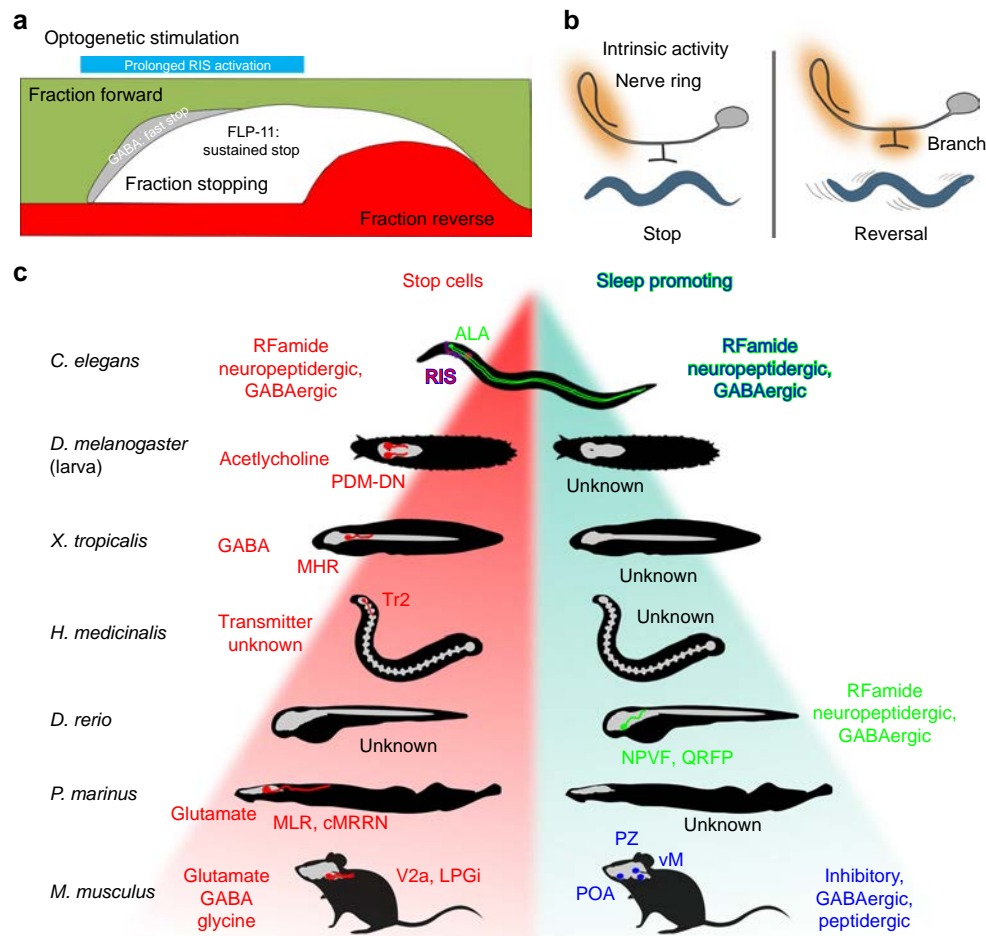 a
Optogenetic stimulation
Prolonged RIS activation
Fraction forward
GABA: fast stop
FLP-11:
sustained stop
Fraction stopping
Fraction reverse
b
Intrinsic activity
Nerve ring
Branch
Stop
Reversal
c
Stop cells
Sleep promoting
C. elegans
RFamide
neuropeptidergic,
GABAergic
ALA
RIS
RFamide
neuropeptidergic,
GABAergic
D. melanogaster
(larva)
Acetlycholine
PDM-DN
Unknown
X. tropicalis
GABA
MHR
Unknown
H. medicinalis
Transmitter
unknown
Tr2
Unknown
D. rerio
Unknown
NPVF, QRFP
RFamide
neuropeptidergic,
GABAergic
P. marinus
Glutamate
MLR, cMRRN
Unknown
M. musculus
Glutamate
GABA
glycine
V2a, LPGi
PZ
vM
POA
Inhibitory,
GABAergic,
peptidergic